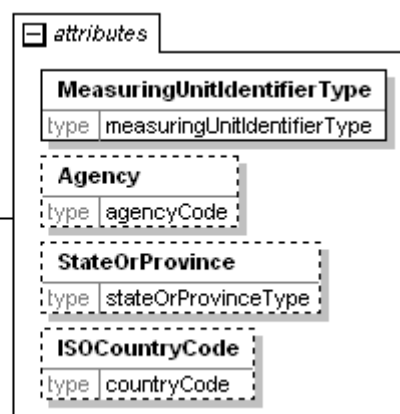 attributes
MeasuringUnitIdentifierType
type measuringUnitIdentifierType
Agency
type agencyCode
StateOrProvince
type stateOrProvinceType
ISOCountryCode
type countryCode